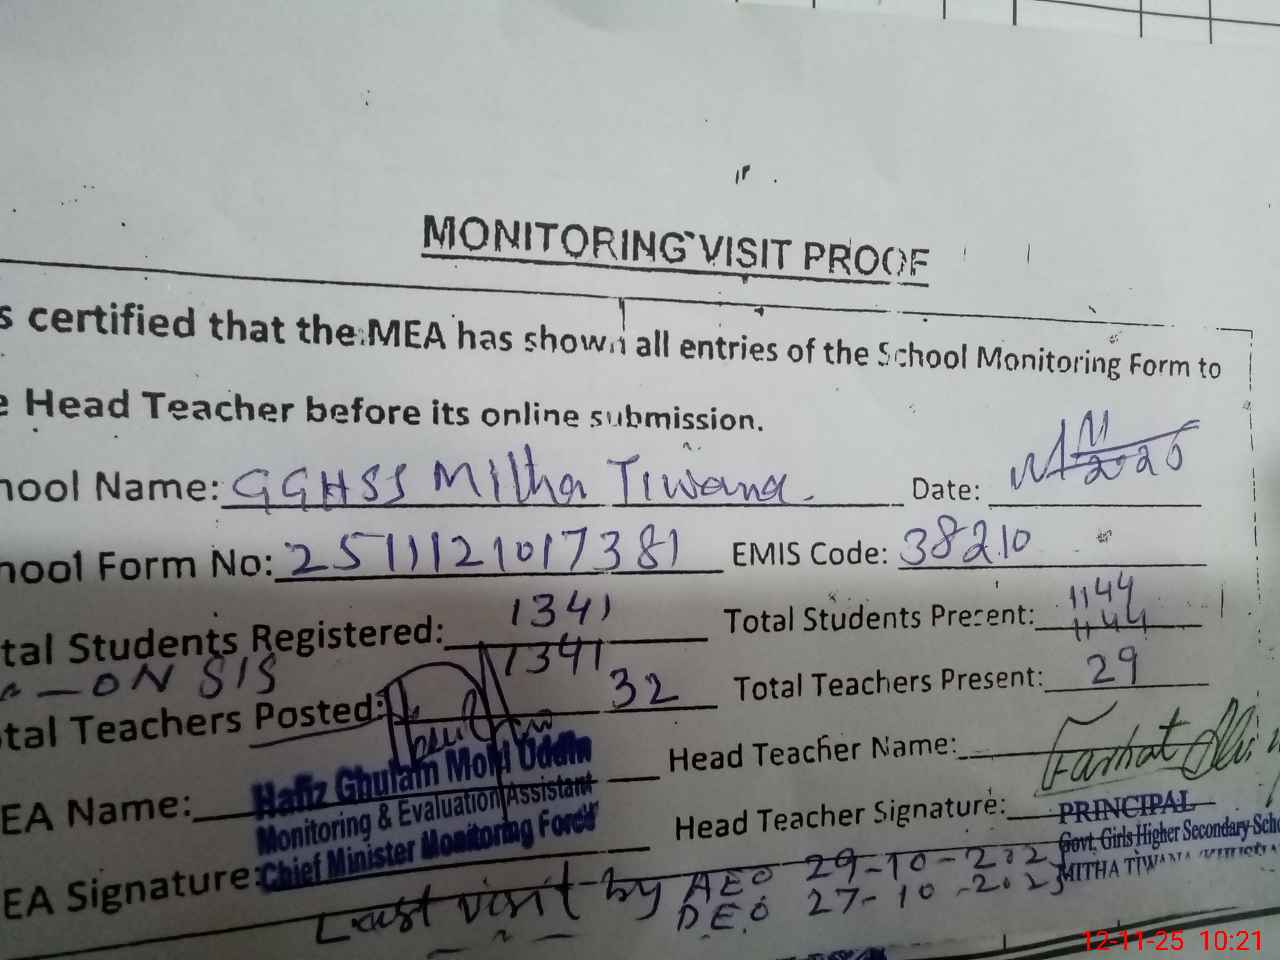 MONITORING VISIT PROOF
s certified that the MEA has shown all entries of the School Monitoring Form to
e Head Teacher before its online submission.
hool Name: GGHSS Mitha Tiwana. Date:
hool Form No: 2511121017381 EMIS Code: 38210
tal Students Registered: 1341 Total Students Present: 1144
1341 1144
ON SIS
tal Teachers Posted: 32 Total Teachers Present: 29
EA Name: Hafiz Ghulam Mohi Uddin Head Teacher Name: Farhat
Monitoring & Evaluation Assistant
Chief Minister Monitoring Force
EA Signature: Head Teacher Signature: PRINCIPAL
Govt. Girls Higher Secondary Scho
MITHA TIWANA
Last visit by AEO 29-10-2025
DEO 27-10-2025
12-11-25 10:21